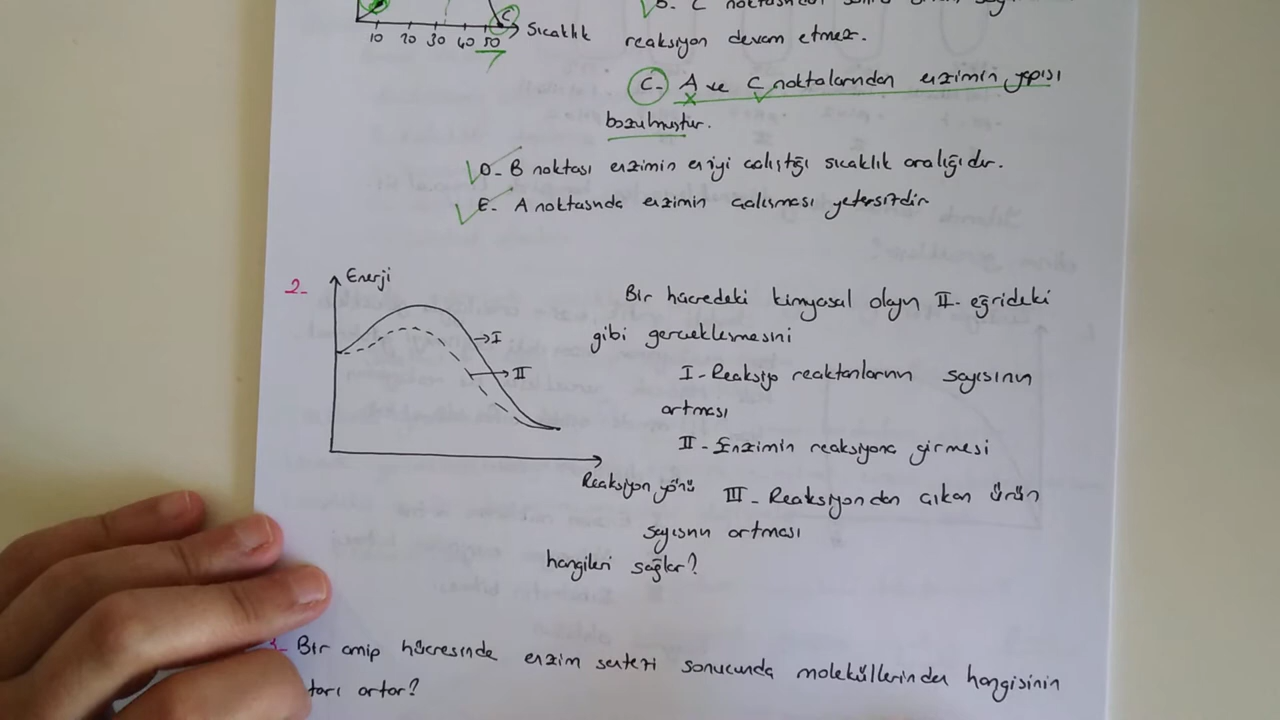 C
10 20 30 40 50 Sıcaklık
reaksiyon devam etmez.
C- A ve C noktalarından enzimin yapısı
bozulmuştur.
D- B noktası enzimin en iyi çalıştığı sıcaklık aralığıdır.
E- A noktasında enzimin çalışması yetersizdir
2-
Enerji
I
II
Reaksiyon yönü
Bir hücredeki kimyasal olayın II- eğrideki
gibi gerçekleşmesini
I- Reaksiyo reaktanlarının sayısının
artması
II- Enzimin reaksiyona girmesi
III- Reaksiyondan çıkan ürün
sayısının artması
hangileri sağlar?
Bir amip hücresinde enzim sentezi sonucunda moleküllerinden hangisinin
artar?